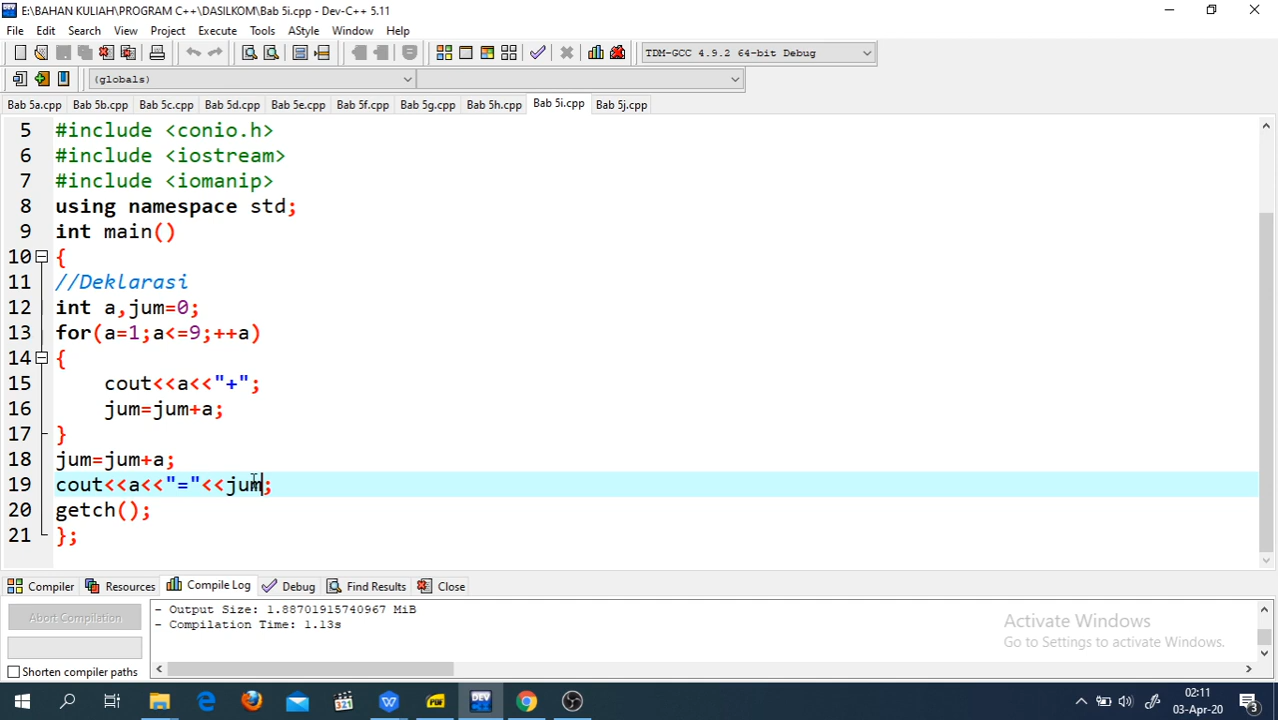 E:\BAHAN KULIAH\PROGRAM C++\DASILKOM\Bab 5i.cpp - Dev-C++ 5.11
File Edit Search View Project Execute Tools AStyle Window Help
TDM-GCC 4.9.2 64-bit Debug
(globals)
Bab 5a.cpp Bab 5b.cpp Bab 5c.cpp Bab 5d.cpp Bab 5e.cpp Bab 5f.cpp Bab 5g.cpp Bab 5h.cpp Bab 5i.cpp Bab 5j.cpp
5 #include <conio.h>
6 #include <iostream>
7 #include <iomanip>
8 using namespace std;
9 int main()
10 {
11 //Deklarasi
12 int a,jum=0;
13 for(a=1;a<=9;++a)
14 {
15 cout<<a<<"+";
16 jum=jum+a;
17 }
18 jum=jum+a;
19 cout<<a<<"="<<jum;
20 getch();
21 };
Compiler Resources Compile Log Debug Find Results Close
Abort Compilation
- Output Size: 1.88701915740967 MiB
- Compilation Time: 1.13s
Shorten compiler paths
Activate Windows
Go to Settings to activate Windows.
321
02:11
03-Apr-20
3